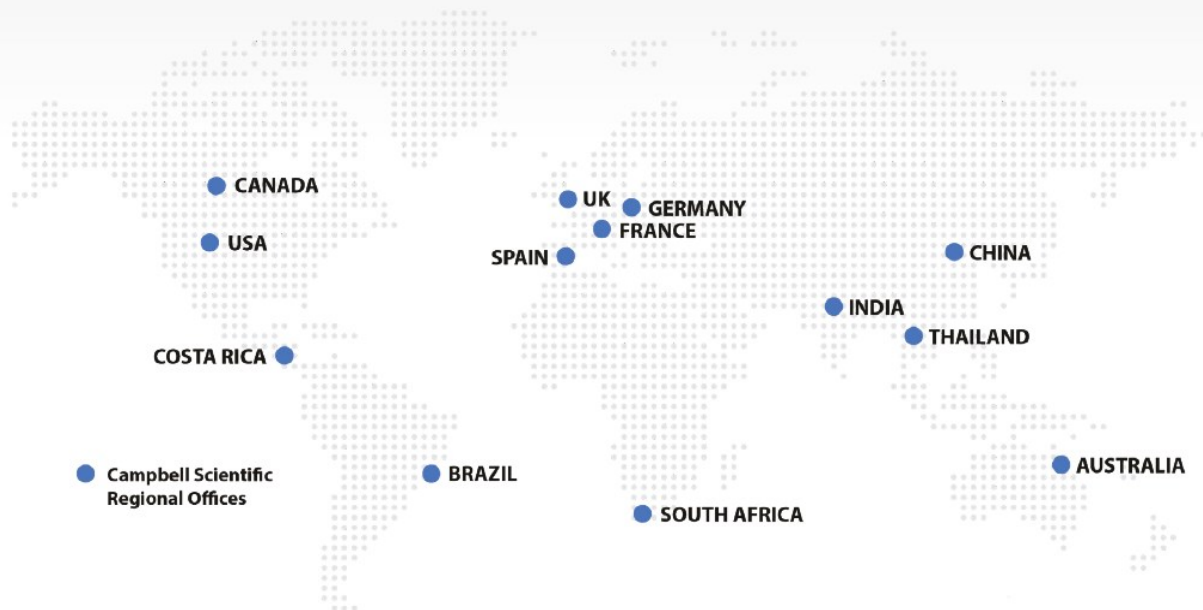 CANADA
UK
GERMANY
FRANCE
USA
SPAIN
CHINA
INDIA
THAILAND
COSTA RICA
Campbell Scientific
Regional Offices
BRAZIL
AUSTRALIA
SOUTH AFRICA